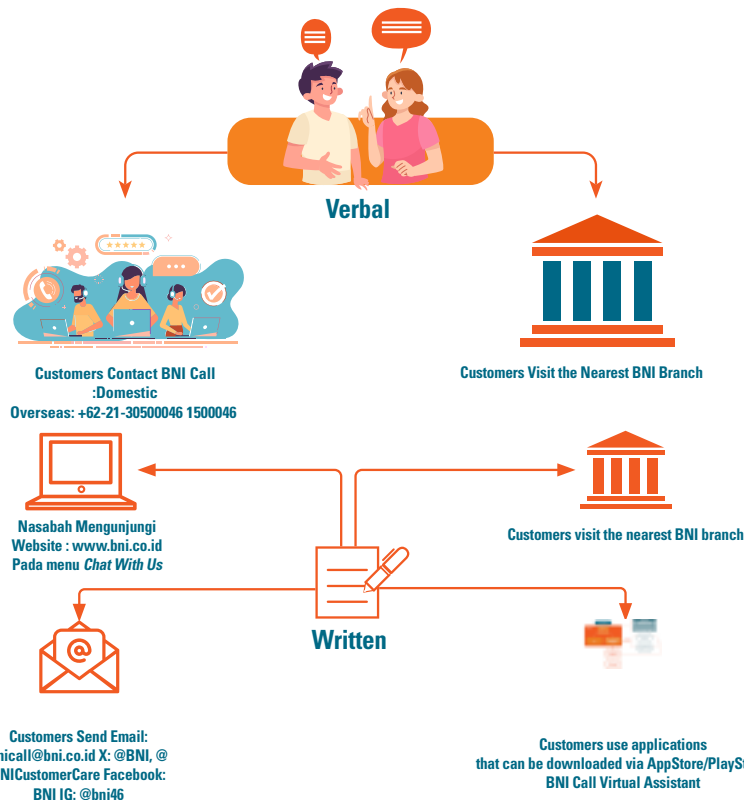 Verbal
Customers Contact BNI Call
:Domestic
Overseas: +62-21-30500046 1500046
Customers Visit the Nearest BNI Branch
Nasabah Mengunjungi
Website : www.bni.co.id
Pada menu Chat With Us
Customers visit the nearest BNI branch
Written
Customers Send Email:
nicall@bni.co.id X: @BNI, @
NICustomerCare Facebook:
BNI IG: @bni46
Customers use applications
that can be downloaded via AppStore/PlaySt
BNI Call Virtual Assistant